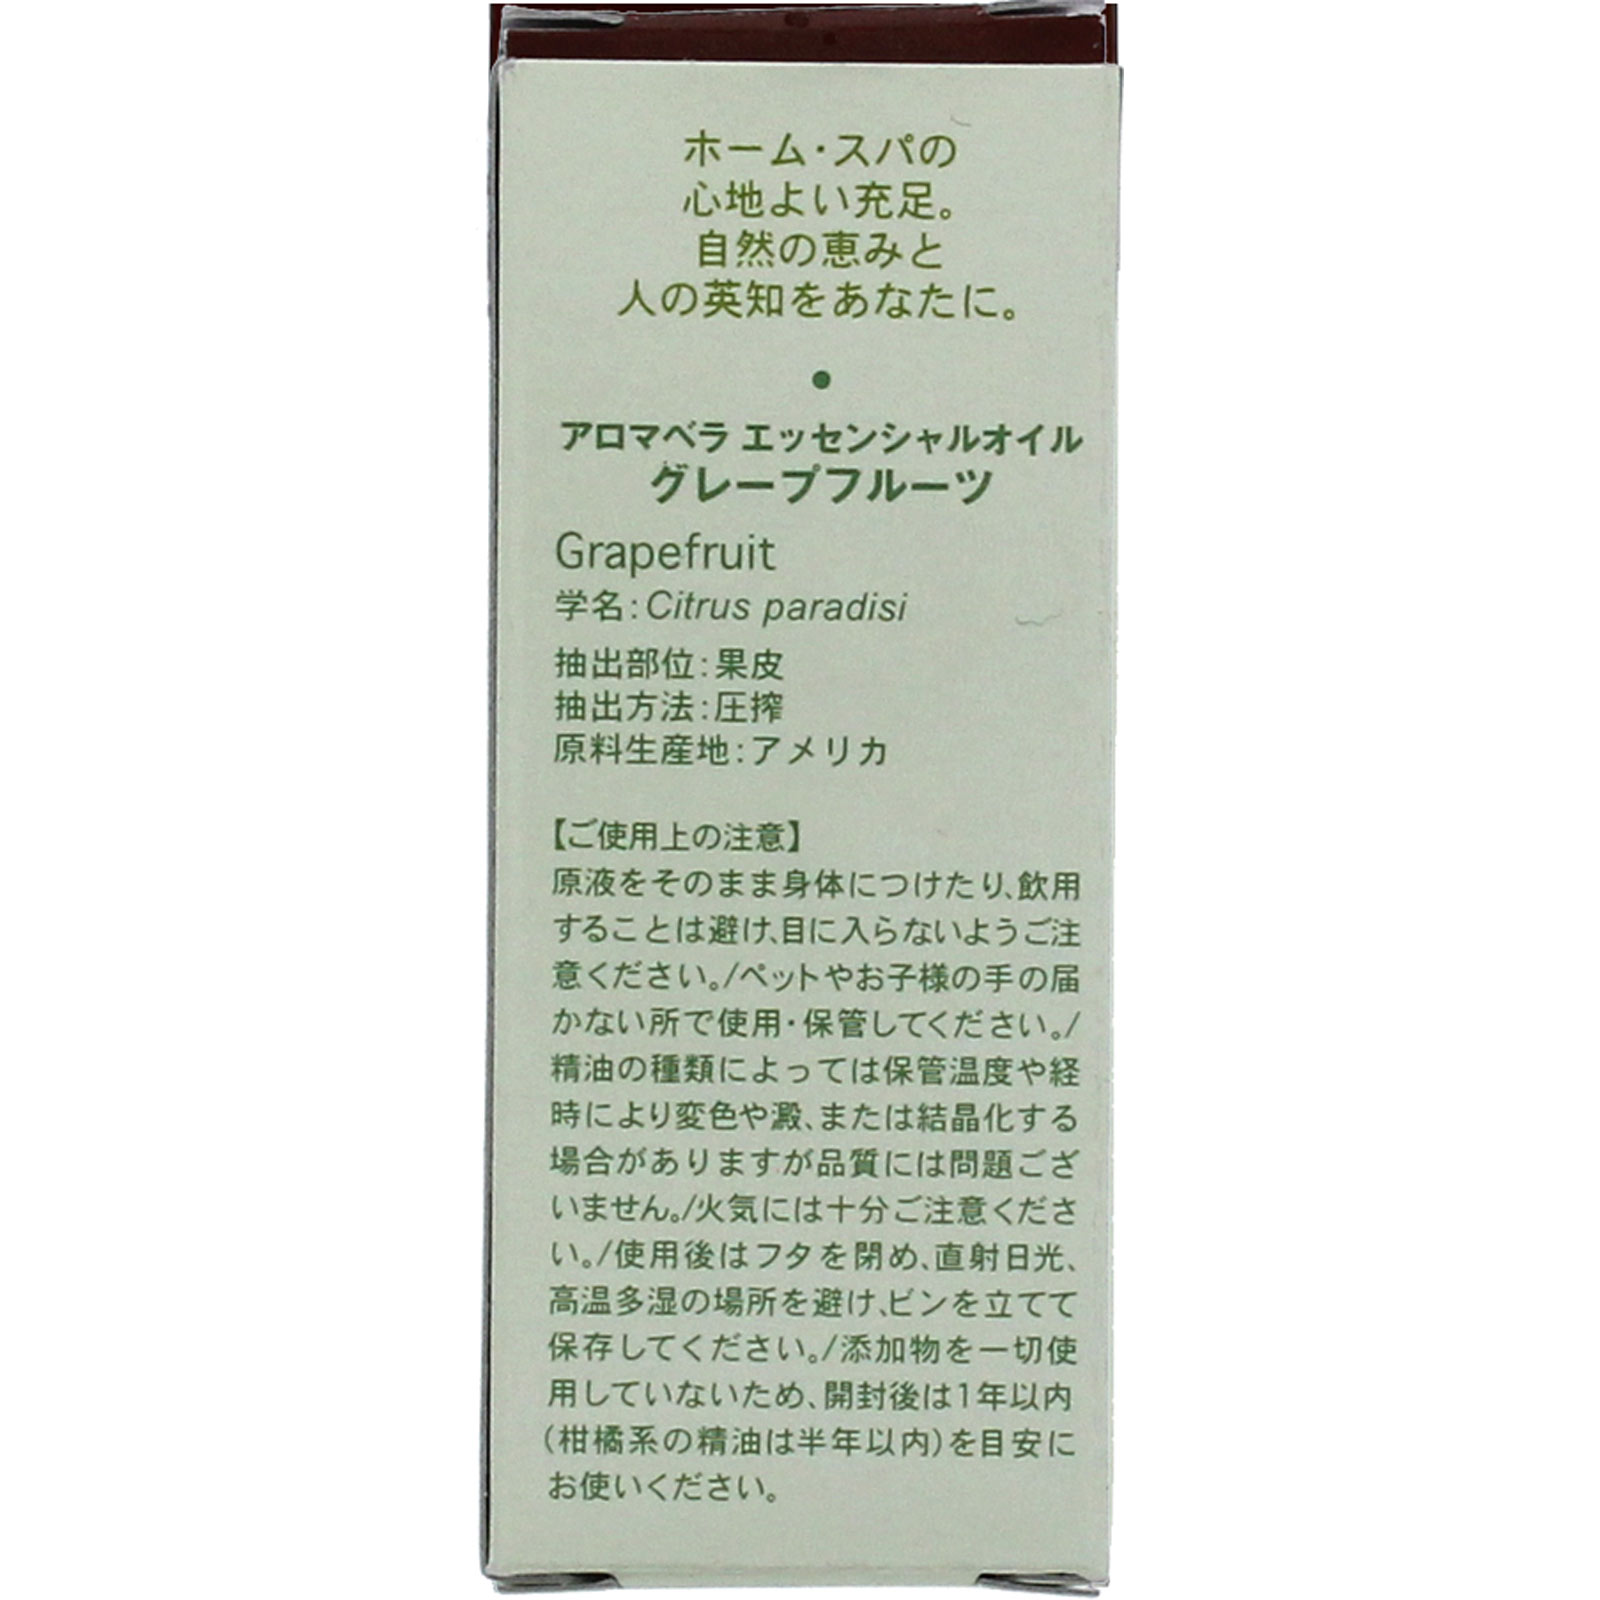 ホーム・スパの
心地よい充足。
自然の恵みと
人の英知をあなたに。
アロマベラ エッセンシャルオイル
グレープフルーツ
Grapefruit
学名:Citrus paradisi
抽出部位:果皮
抽出方法:圧搾
原料生産地:アメリカ
【ご使用上の注意】
原液をそのまま身体につけたり、飲用
することは避け、目に入らないようご注
意ください。/ペットやお子様の手の届
かない所で使用・保管してください。/
精油の種類によっては保管温度や経
時により変色や澱、または結晶化する
場合がありますが品質には問題ござ
いません。/火気には十分ご注意くださ
い。/使用後はフタを閉め、直射日光、
高温多湿の場所を避け、ビンを立てて
保存してください。/添加物を一切使
用していないため、開封後は1年以内
(柑橘系の精油は半年以内)を目安に
お使いください。